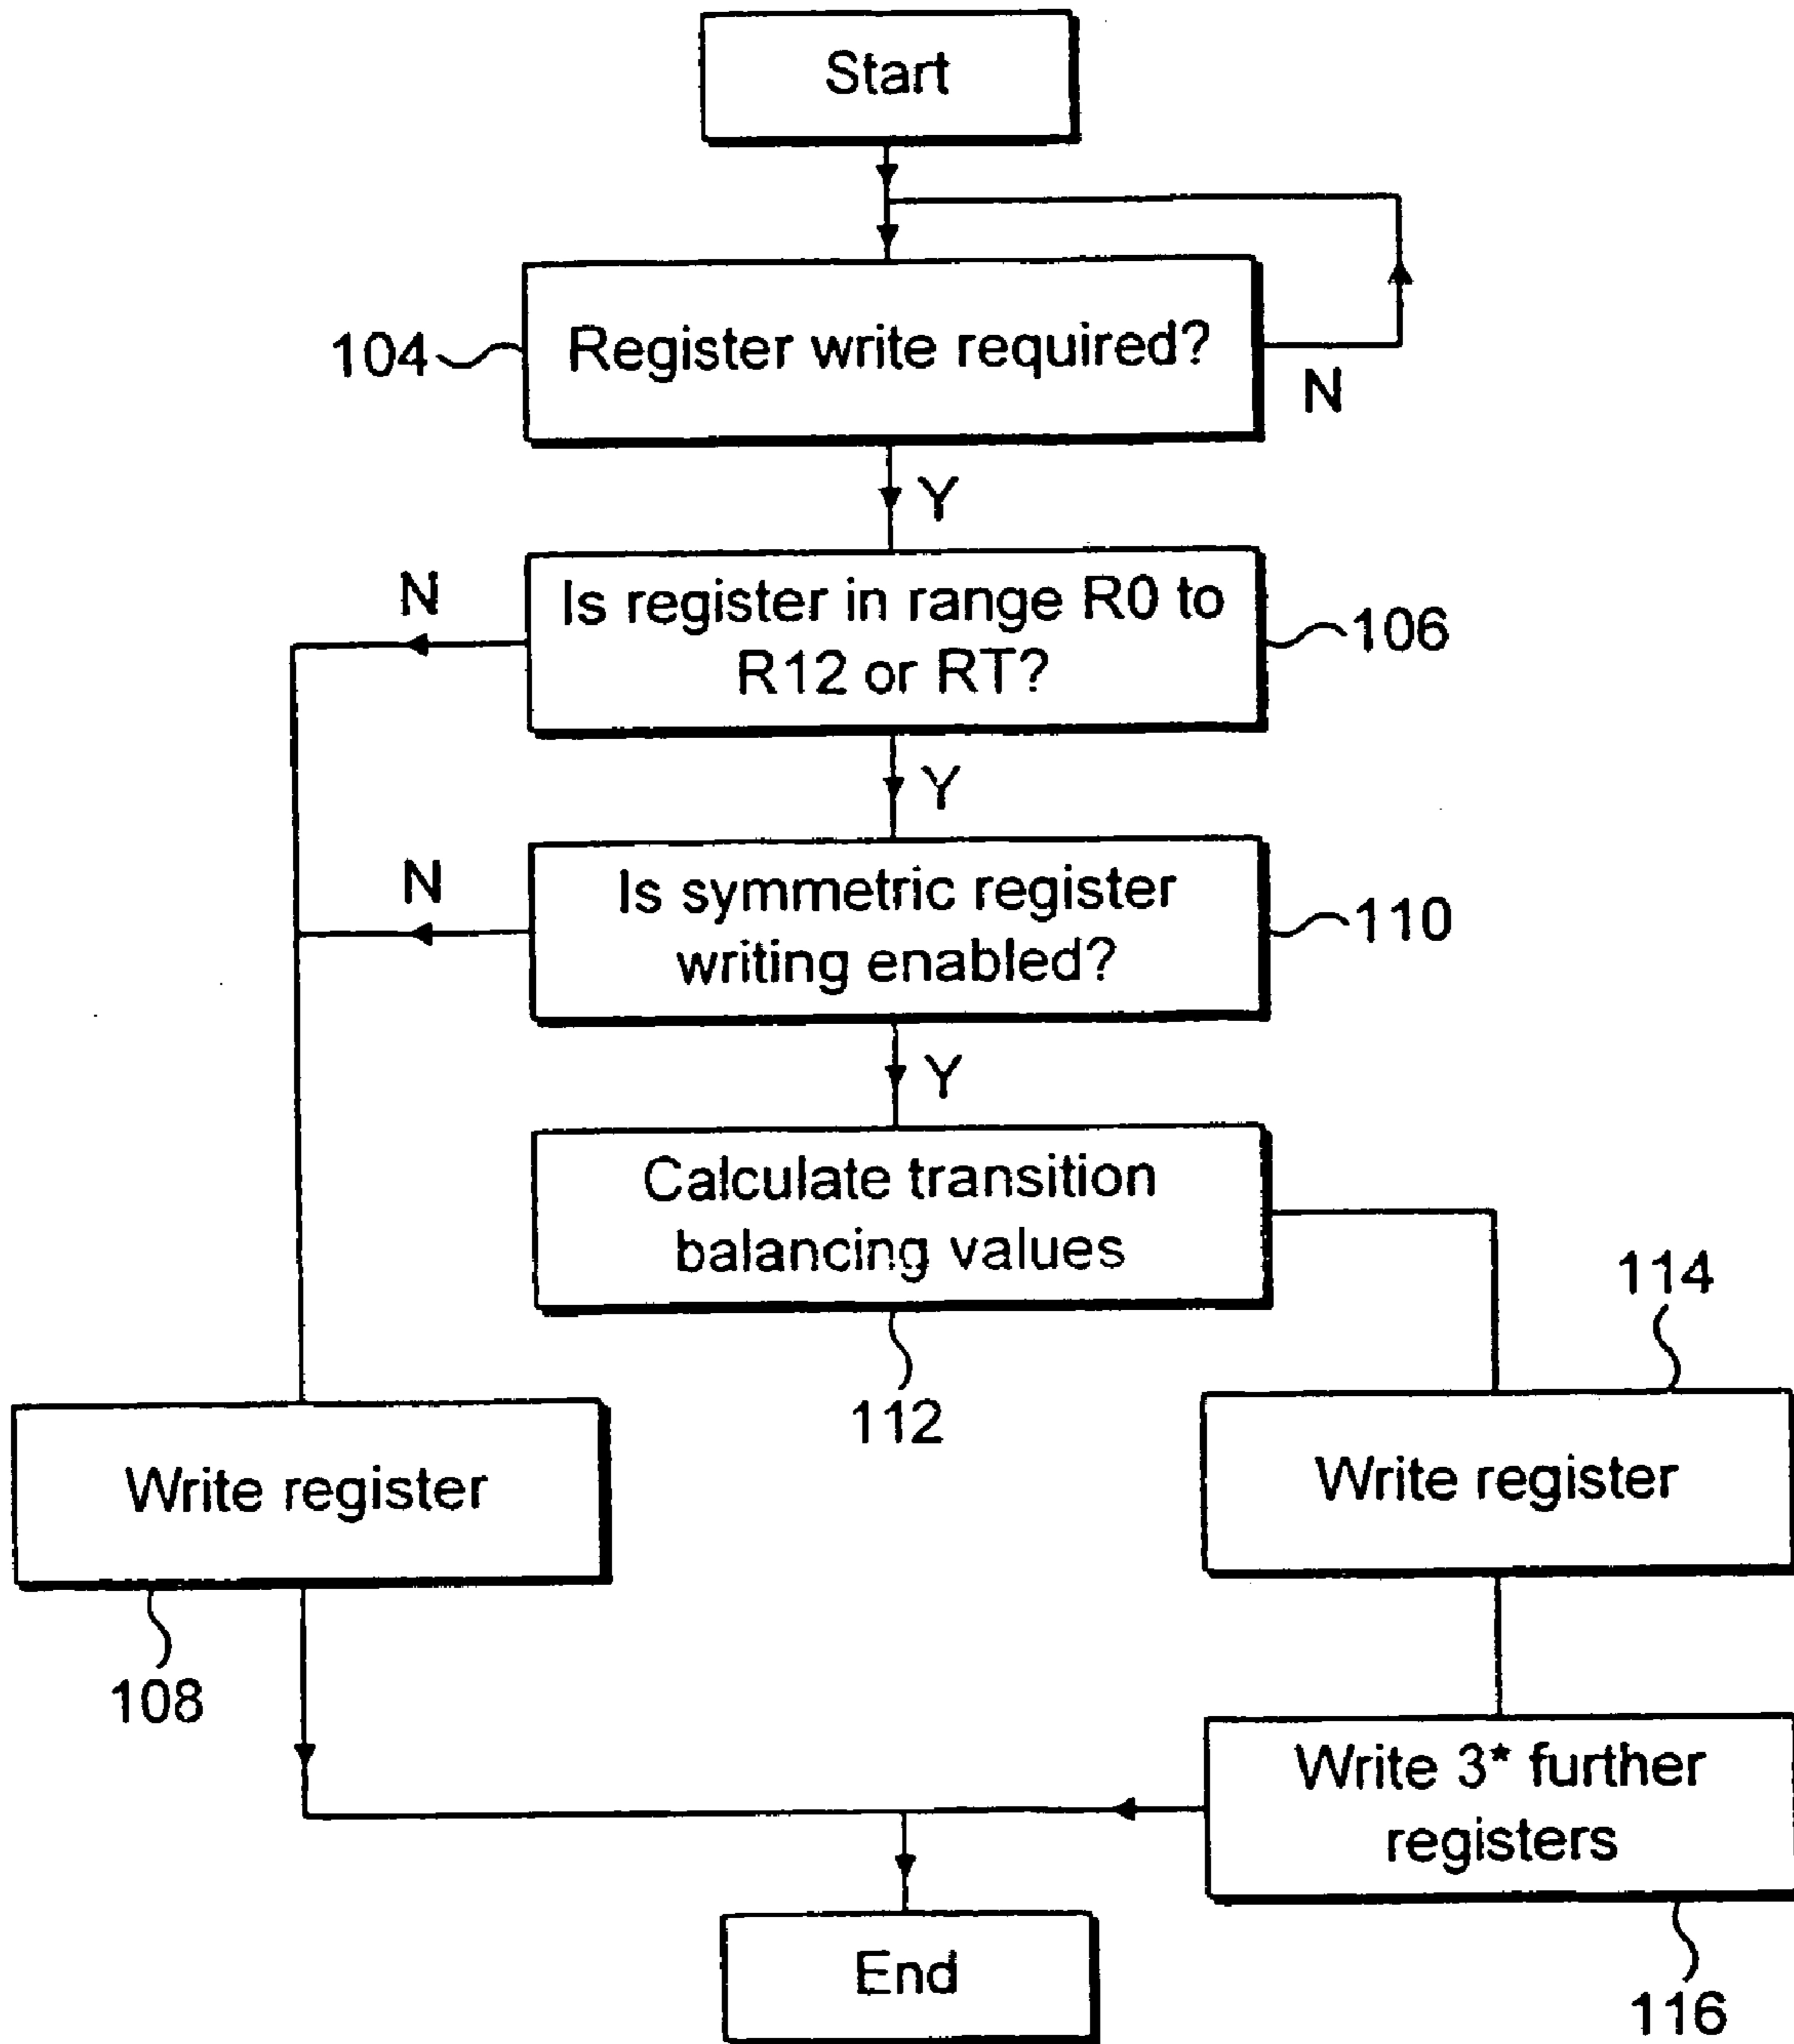 Start
104
Register write required?
N
Y
N
Is register in range R0 to
R12 or RT?
106
Y
N
Is symmetric register
writing enabled?
110
Y
Calculate transition
balancing values
112
114
Write register
108
Write register
Write 3* further
registers
116
End